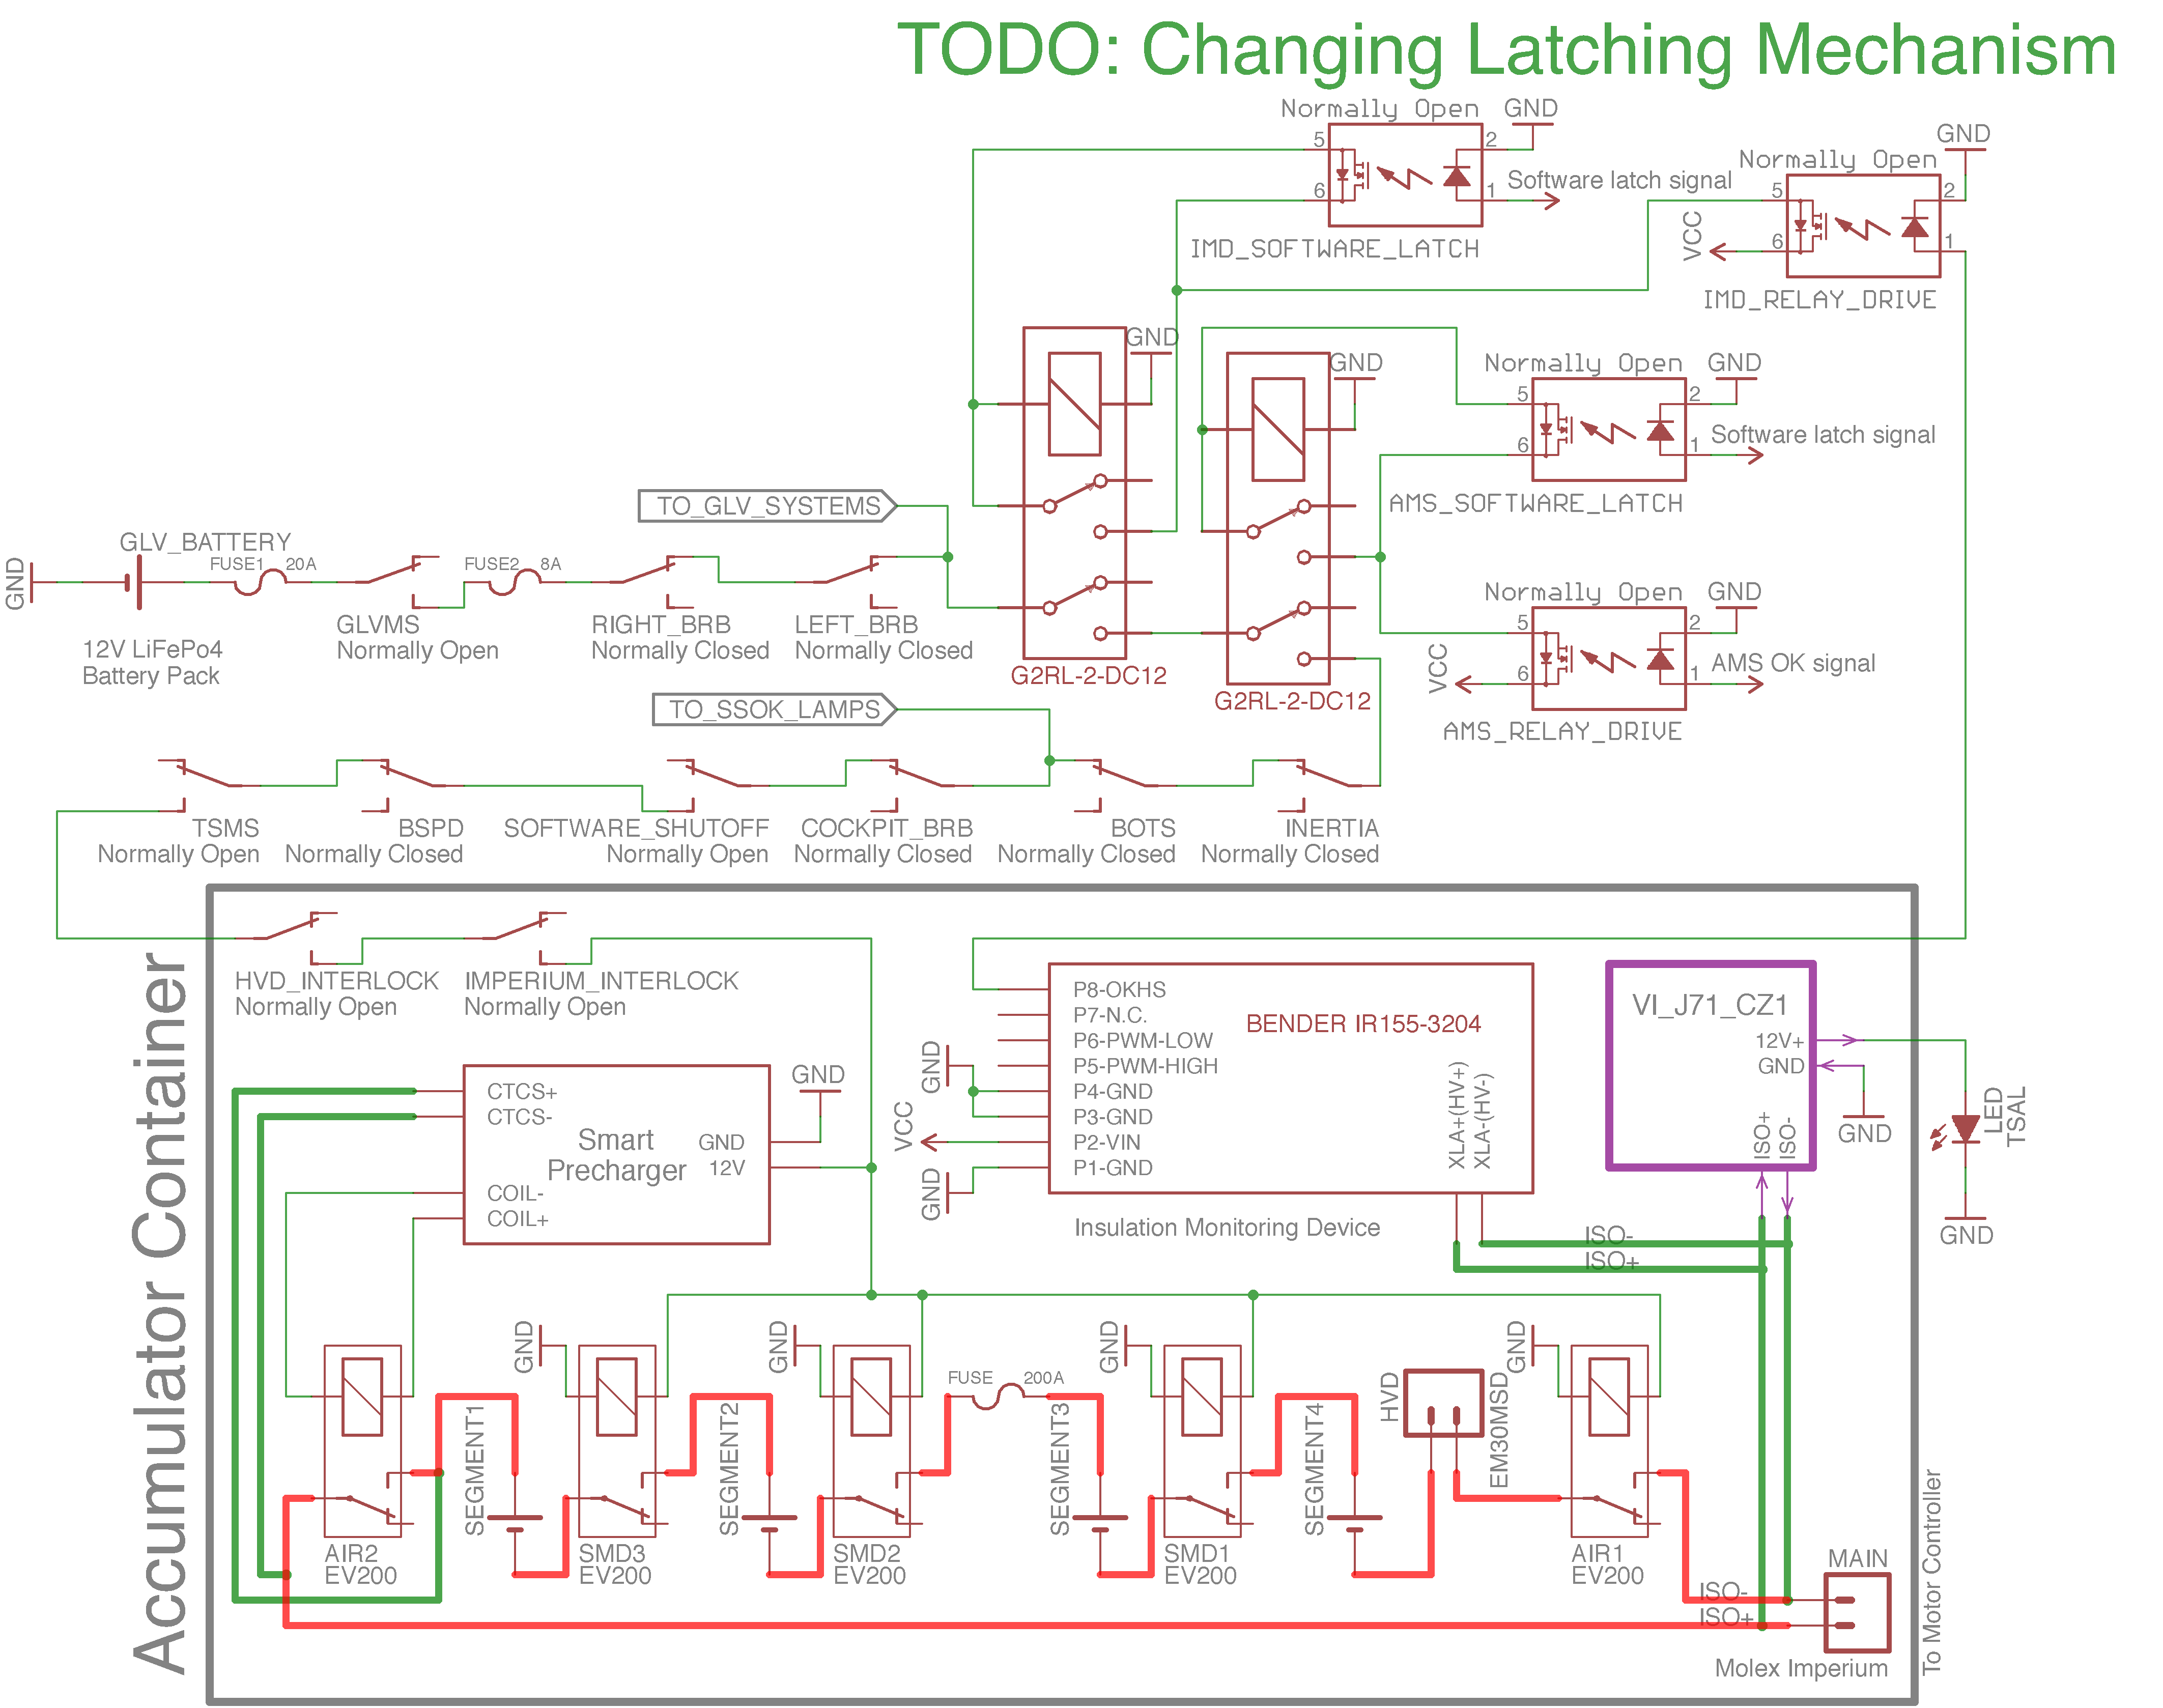 TODO: Changing Latching Mechanism
Normally Open
GND
5
2
6
1
Software latch signal
IMD_SOFTWARE_LATCH
GND
Normally Open
5
2
VCC
6
1
IMD_RELAY_DRIVE
GND
GND
Normally Open
GND
5
2
6
1
Software latch signal
AMS_SOFTWARE_LATCH
TO_GLV_SYSTEMS
GND
GLV_BATTERY
FUSE1
20A
12V LiFePo4
Battery Pack
GLVMS
Normally Open
FUSE2
8A
RIGHT_BRB
Normally Closed
LEFT_BRB
Normally Closed
G2RL-2-DC12
G2RL-2-DC12
Normally Open
GND
5
2
VCC
6
1
AMS OK signal
AMS_RELAY_DRIVE
TO_SSOK_LAMPS
TSMS
Normally Open
BSPD
Normally Closed
SOFTWARE_SHUTOFF
Normally Open
COCKPIT_BRB
Normally Closed
BOTS
Normally Closed
INERTIA
Normally Closed
Accumulator Container
HVD_INTERLOCK
Normally Open
IMPERIUM_INTERLOCK
Normally Open
CTCS+
CTCS-
Smart
Precharger
GND
12V
COIL-
COIL+
GND
P8-OKHS
P7-N.C.
P6-PWM-LOW
P5-PWM-HIGH
P4-GND
P3-GND
P2-VIN
P1-GND
BENDER IR155-3204
XLA+(HV+)
XLA-(HV-)
GND
VCC
GND
Insulation Monitoring Device
VI_J71_CZ1
12V+
GND
ISO+
ISO-
GND
LED
TSAL
GND
ISO-
ISO+
AIR2
EV200
SEGMENT1
GND
SMD3
EV200
SEGMENT2
GND
SMD2
EV200
FUSE
200A
SEGMENT3
GND
SMD1
EV200
SEGMENT4
HVD
EM30MSD
GND
AIR1
EV200
ISO-
ISO+
MAIN
Molex Imperium
To Motor Controller